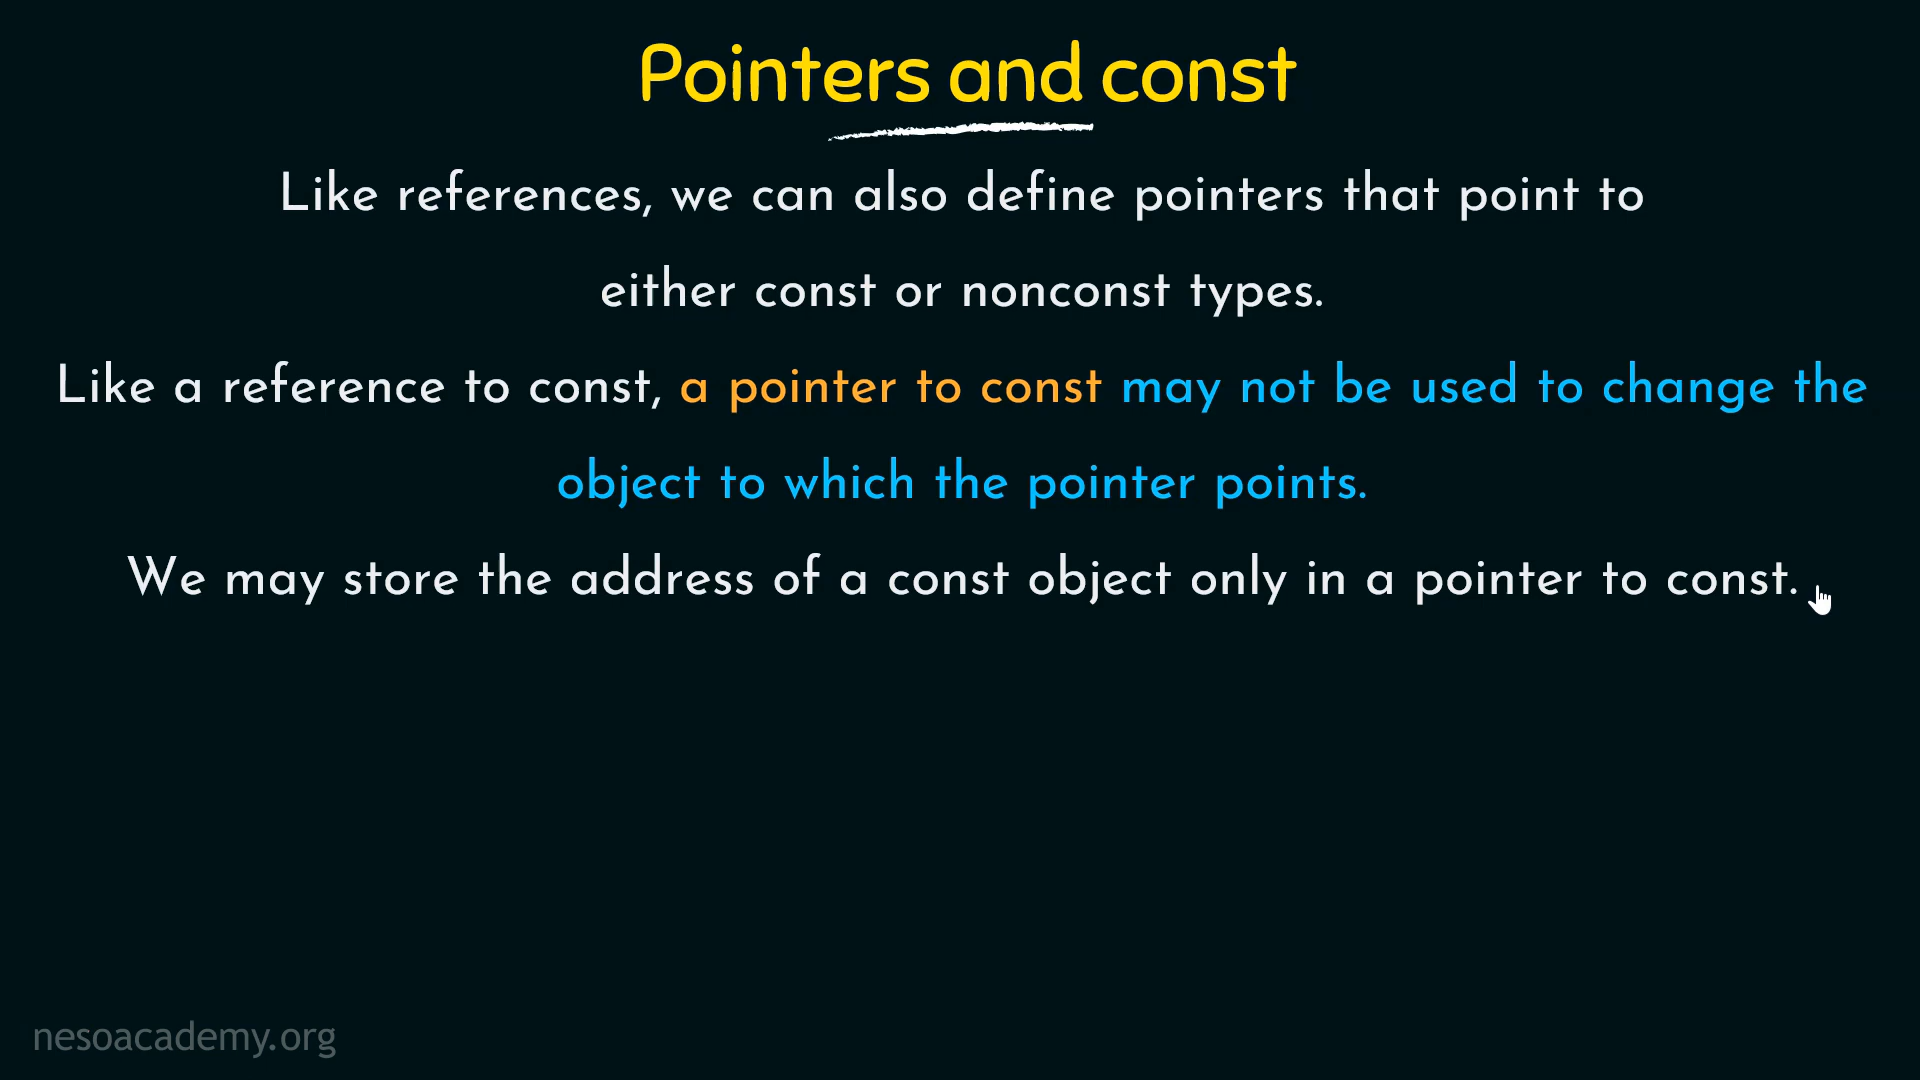 Pointers and const
Like references, we can also define pointers that point to
either const or nonconst types.
Like a reference to const, a pointer to const may not be used to change the
object to which the pointer points.
We may store the address of a const object only in a pointer to const.
nesoacademy.org